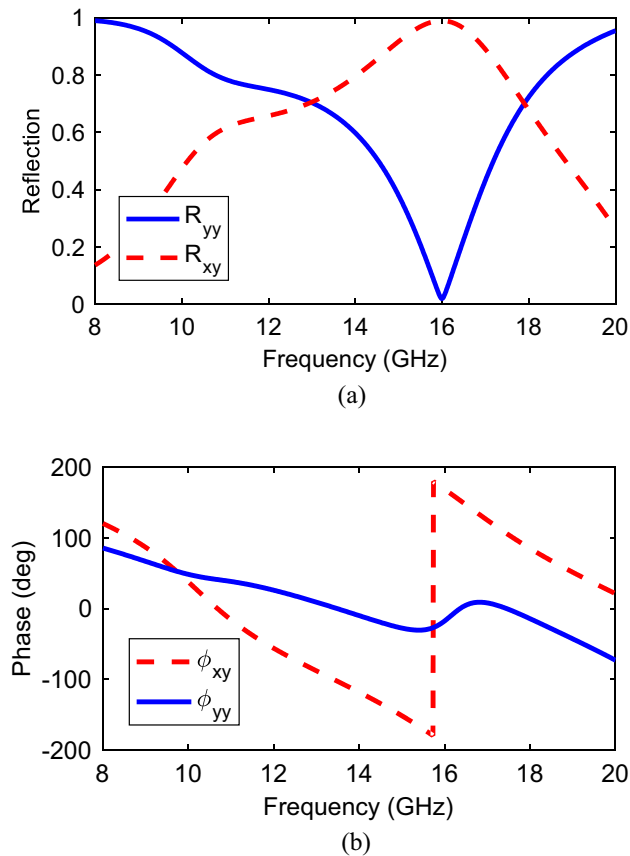 1
0.8
0.6
0.4
0.2
0
Reflection
R_yy
R_xy
8 10 12 14 16 18 20
Frequency (GHz)
(a)
200
100
0
-100
-200
Phase (deg)
ϕ_xy
ϕ_yy
8 10 12 14 16 18 20
Frequency (GHz)
(b)